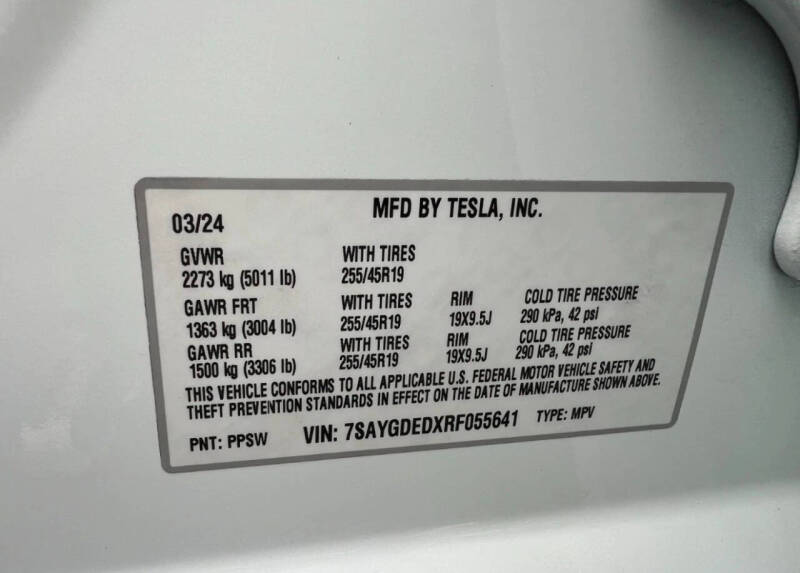 MFD BY TESLA, INC.
03/24
GVWR WITH TIRES
2273 kg (5011 lb) 255/45R19
GAWR FRT WITH TIRES RIM COLD TIRE PRESSURE
1363 kg (3004 lb) 255/45R19 19X9.5J 290 kPa, 42 psi
GAWR RR WITH TIRES RIM COLD TIRE PRESSURE
1500 kg (3306 lb) 255/45R19 19X9.5J 290 kPa, 42 psi
THIS VEHICLE CONFORMS TO ALL APPLICABLE U.S. FEDERAL MOTOR VEHICLE SAFETY AND
THEFT PREVENTION STANDARDS IN EFFECT ON THE DATE OF MANUFACTURE SHOWN ABOVE.
PNT: PPSW VIN: 7SAYGDEDXRF055641 TYPE: MPV